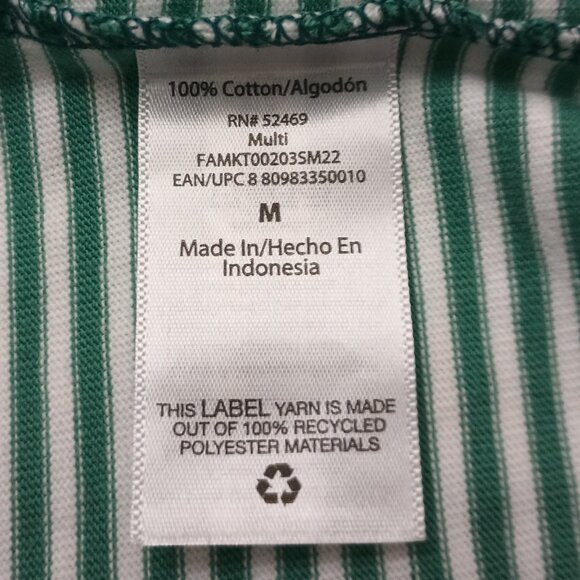 100% Cotton/Algodón
RN# 52469
Multi
FAMKT00203SM22
EAN/UPC 8 80983350010
M
Made In/Hecho En
Indonesia
THIS LABEL YARN IS MADE
OUT OF 100% RECYCLED
POLYESTER MATERIALS